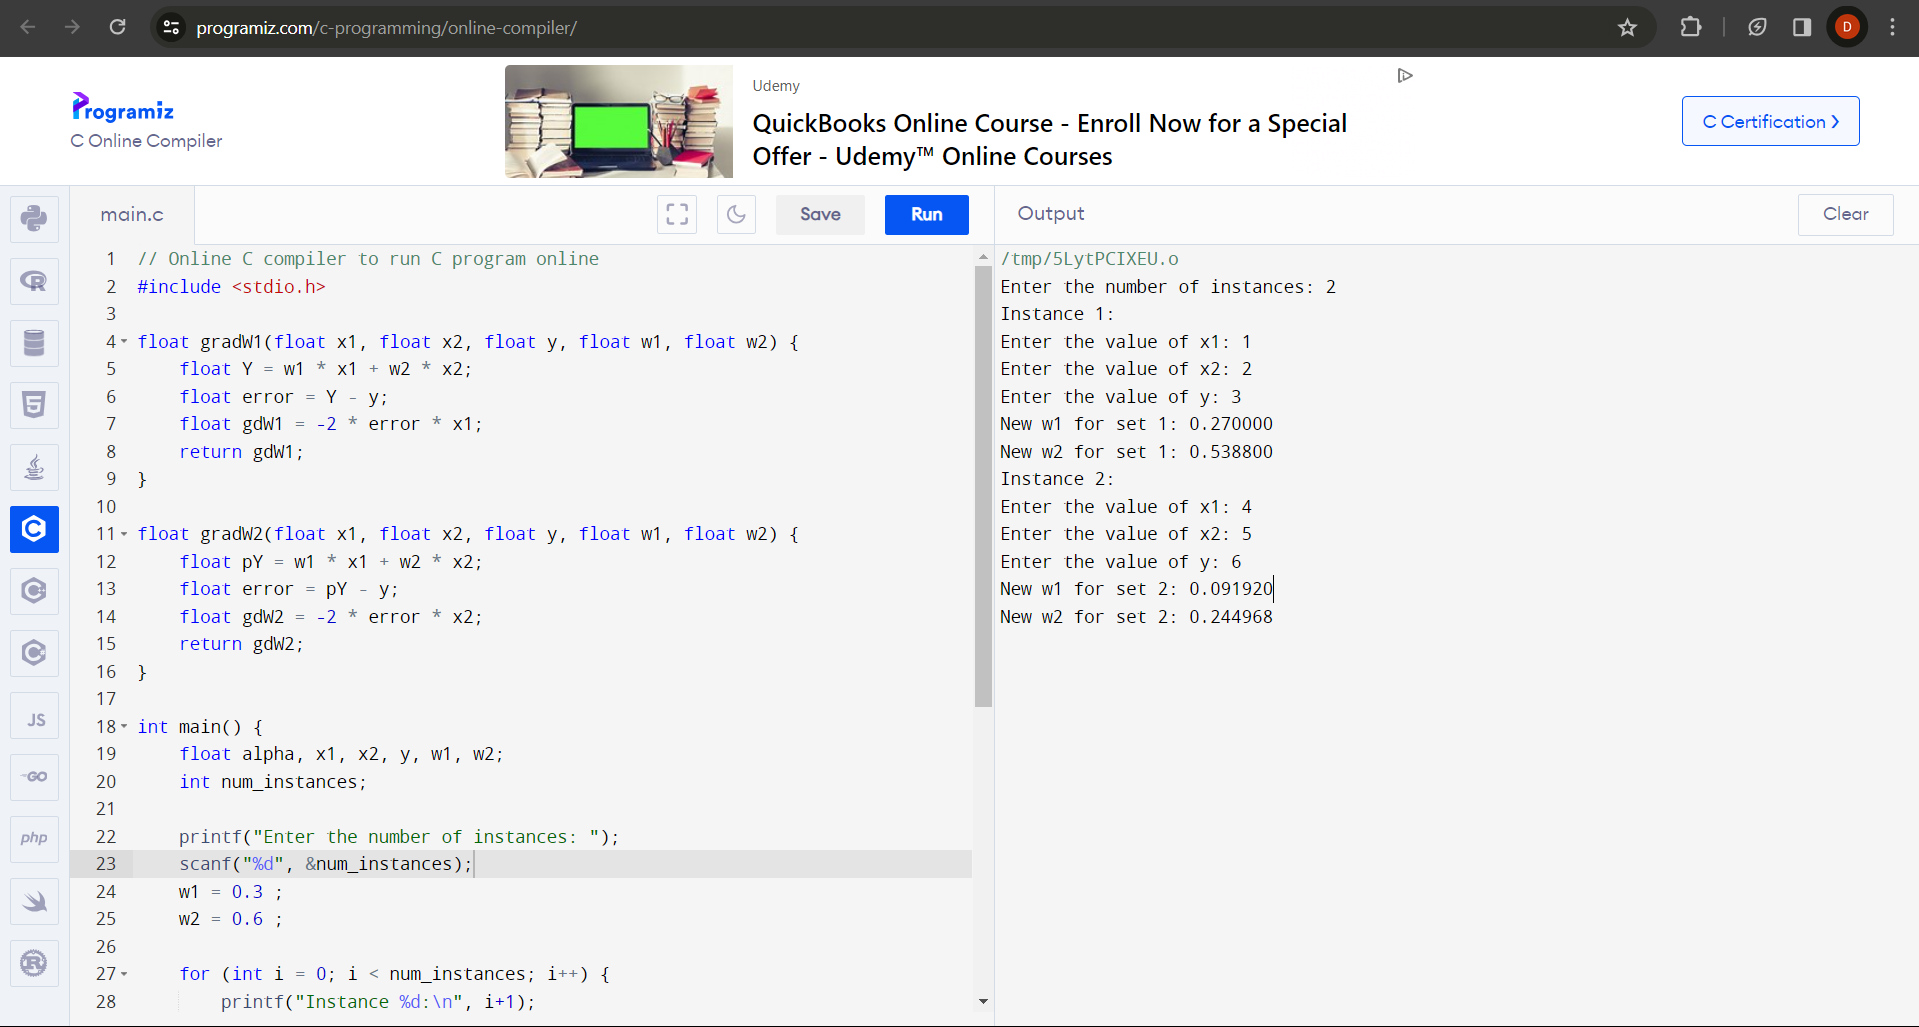 programiz.com/c-programming/online-compiler/
D
Programiz
C Online Compiler
Udemy
QuickBooks Online Course - Enroll Now for a Special
Offer - Udemy™ Online Courses
C Certification
main.c
Save
Run
Output
Clear
1 // Online C compiler to run C program online
2 #include <stdio.h>
3
4 float gradW1(float x1, float x2, float y, float w1, float w2) {
5 float Y = w1 * x1 + w2 * x2;
6 float error = Y - y;
7 float gdW1 = -2 * error * x1;
8 return gdW1;
9 }
10
11 float gradW2(float x1, float x2, float y, float w1, float w2) {
12 float pY = w1 * x1 + w2 * x2;
13 float error = pY - y;
14 float gdW2 = -2 * error * x2;
15 return gdW2;
16 }
17
18 int main() {
19 float alpha, x1, x2, y, w1, w2;
20 int num_instances;
21
22 printf("Enter the number of instances: ");
23 scanf("%d", &num_instances);
24 w1 = 0.3 ;
25 w2 = 0.6 ;
26
27 for (int i = 0; i < num_instances; i++) {
28 printf("Instance %d:\n", i+1);
/tmp/5LytPCIXEU.o
Enter the number of instances: 2
Instance 1:
Enter the value of x1: 1
Enter the value of x2: 2
Enter the value of y: 3
New w1 for set 1: 0.270000
New w2 for set 1: 0.538800
Instance 2:
Enter the value of x1: 4
Enter the value of x2: 5
Enter the value of y: 6
New w1 for set 2: 0.091920
New w2 for set 2: 0.244968
R
5
C
C
C
JS
GO
php
R